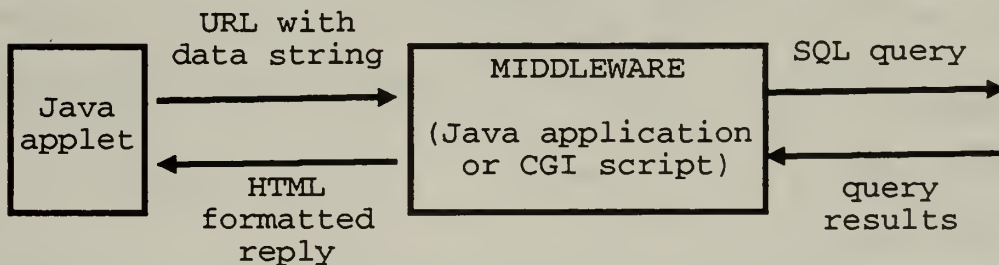 URL with
data string
Java
applet
HTML
formatted
reply
MIDDLEWARE
(Java application
or CGI script)
SQL query
query
results